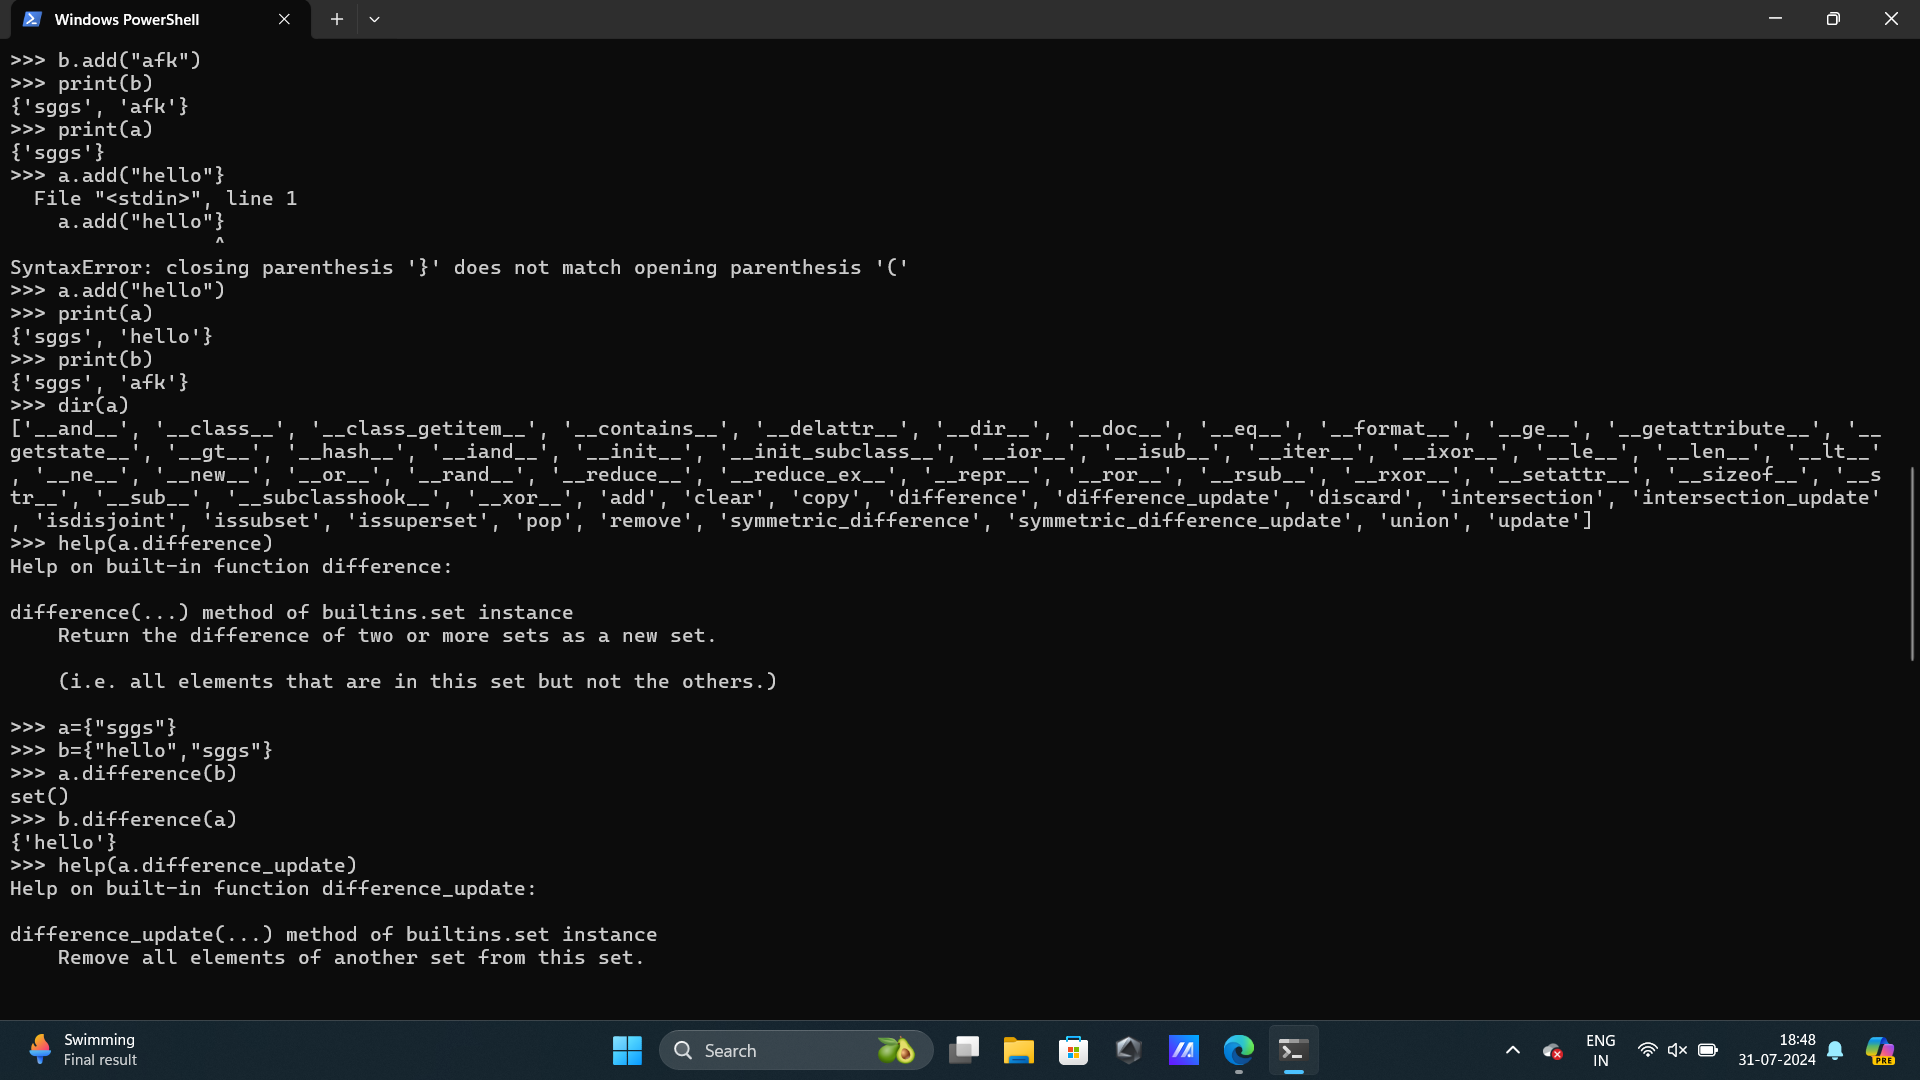 Windows PowerShell
>>> b.add("afk")
>>> print(b)
{'sggs', 'afk'}
>>> print(a)
{'sggs'}
>>> a.add("hello"}
  File "<stdin>", line 1
    a.add("hello"}
                 ^
SyntaxError: closing parenthesis '}' does not match opening parenthesis '('
>>> a.add("hello")
>>> print(a)
{'sggs', 'hello'}
>>> print(b)
{'sggs', 'afk'}
>>> dir(a)
['__and__', '__class__', '__class_getitem__', '__contains__', '__delattr__', '__dir__', '__doc__', '__eq__', '__format__', '__ge__', '__getattribute__', '__
getstate__', '__gt__', '__hash__', '__iand__', '__init__', '__init_subclass__', '__ior__', '__isub__', '__iter__', '__ixor__', '__le__', '__len__', '__lt__'
, '__ne__', '__new__', '__or__', '__rand__', '__reduce__', '__reduce_ex__', '__repr__', '__ror__', '__rsub__', '__rxor__', '__setattr__', '__sizeof__', '__s
tr__', '__sub__', '__subclasshook__', '__xor__', 'add', 'clear', 'copy', 'difference', 'difference_update', 'discard', 'intersection', 'intersection_update'
, 'isdisjoint', 'issubset', 'issuperset', 'pop', 'remove', 'symmetric_difference', 'symmetric_difference_update', 'union', 'update']
>>> help(a.difference)
Help on built-in function difference:

difference(...) method of builtins.set instance
    Return the difference of two or more sets as a new set.

    (i.e. all elements that are in this set but not the others.)

>>> a={"sggs"}
>>> b={"hello","sggs"}
>>> a.difference(b)
set()
>>> b.difference(a)
{'hello'}
>>> help(a.difference_update)
Help on built-in function difference_update:

difference_update(...) method of builtins.set instance
    Remove all elements of another set from this set.

Swimming
Final result
Search
ENG
IN
18:48
31-07-2024
PRE